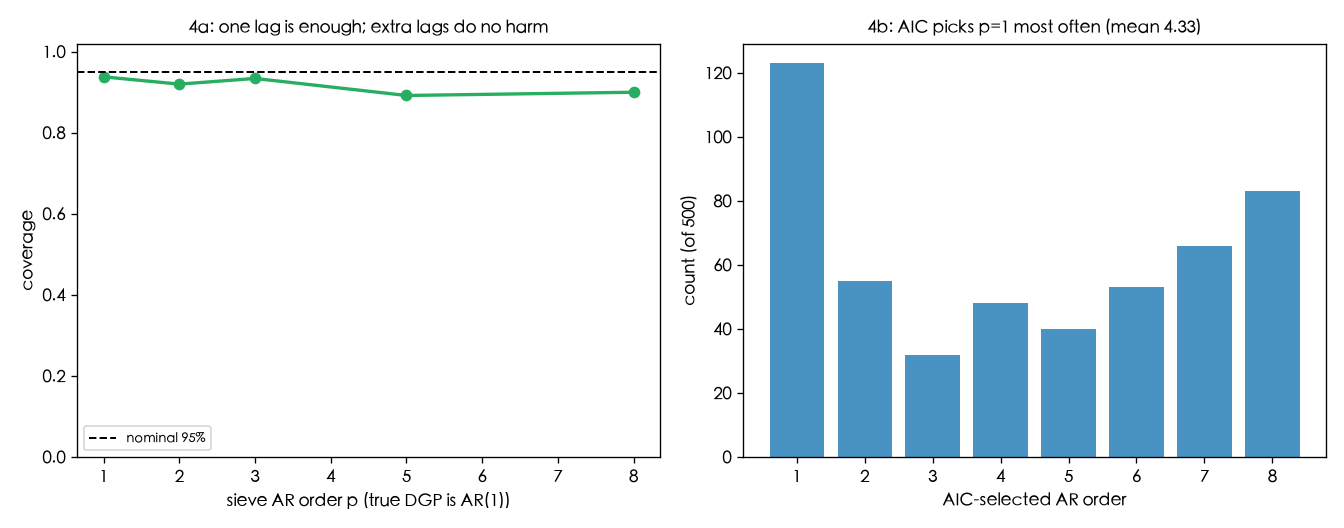 4a: one lag is enough; extra lags do no harm
1.0
0.8
0.6
0.4
0.2
0.0
coverage
nominal 95%
1 2 3 4 5 6 7 8
sieve AR order p (true DGP is AR(1))
4b: AIC picks p=1 most often (mean 4.33)
120
100
80
60
40
20
0
count (of 500)
1 2 3 4 5 6 7 8
AIC-selected AR order